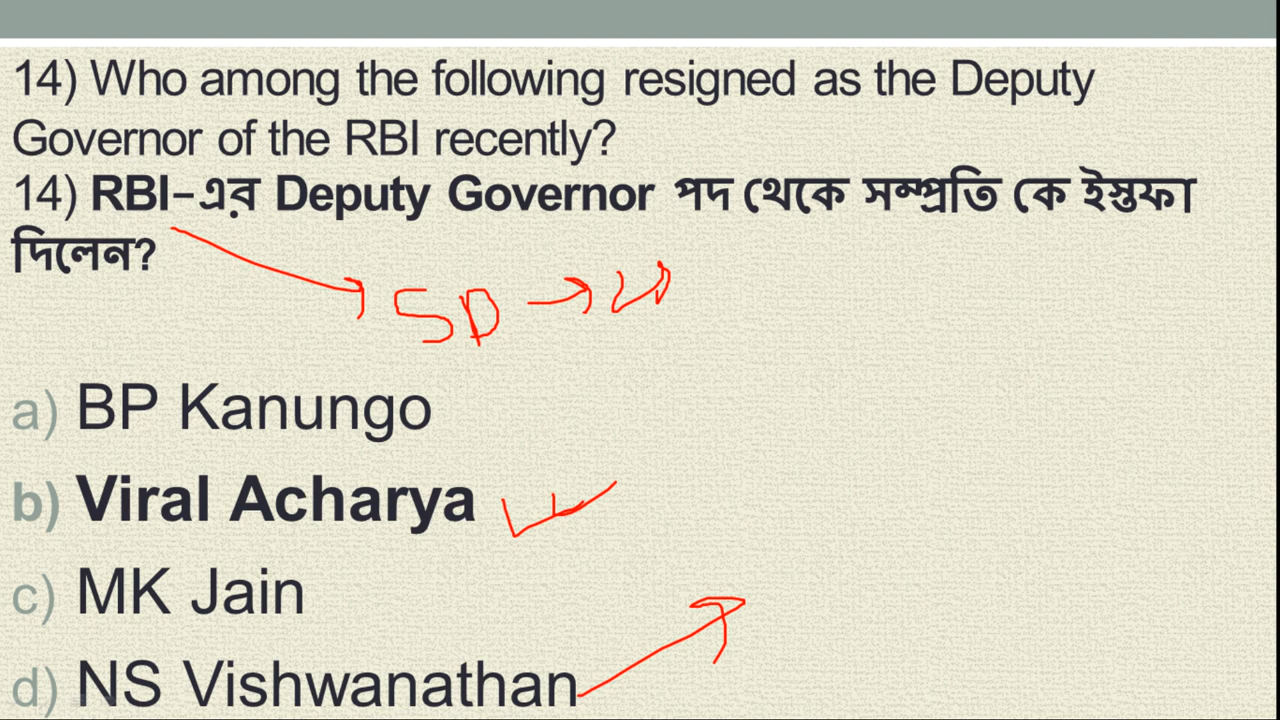 14) Who among the following resigned as the Deputy
Governor of the RBI recently?
14) RBI-এর Deputy Governor পদ থেকে সম্প্রতি কে ইস্তফা
দিলেন?
a) BP Kanungo
b) Viral Acharya
c) MK Jain
d) NS Vishwanathan